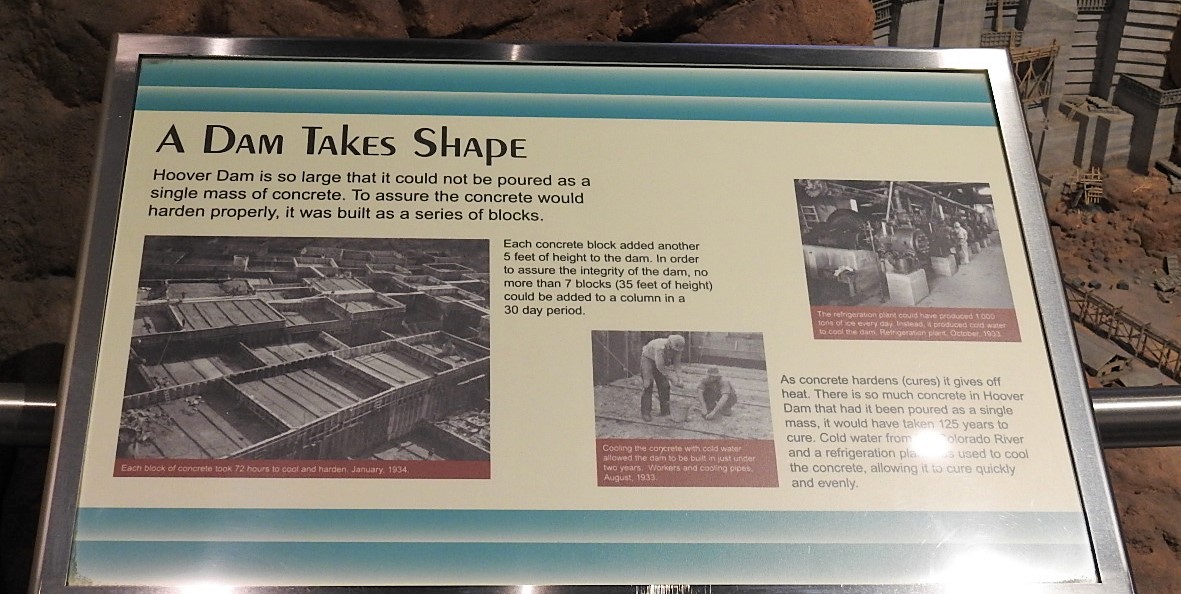 A Dam Takes Shape
Hoover Dam is so large that it could not be poured as a
single mass of concrete. To assure the concrete would
harden properly, it was built as a series of blocks.
Each concrete block added another
5 feet of height to the dam. In order
to assure the integrity of the dam, no
more than 7 blocks (35 feet of height)
could be added to a column in a
30 day period.
Each block of concrete took 72 hours to cool and harden. January, 1934
Cooling the concrete with cold water
allowed the dam to be built in just under
two years. Workers and cooling pipes,
August, 1933.
The refrigeration plant could have produced 1,000
tons of ice every day. Instead, it produced cold water
to cool the dam. Refrigeration plant, October, 1933.
As concrete hardens (cures) it gives off
heat. There is so much concrete in Hoover
Dam that had it been poured as a single
mass, it would have taken 125 years to
cure. Cold water from Colorado River
and a refrigeration used to cool
the concrete, allowing it to cure quickly
and evenly.